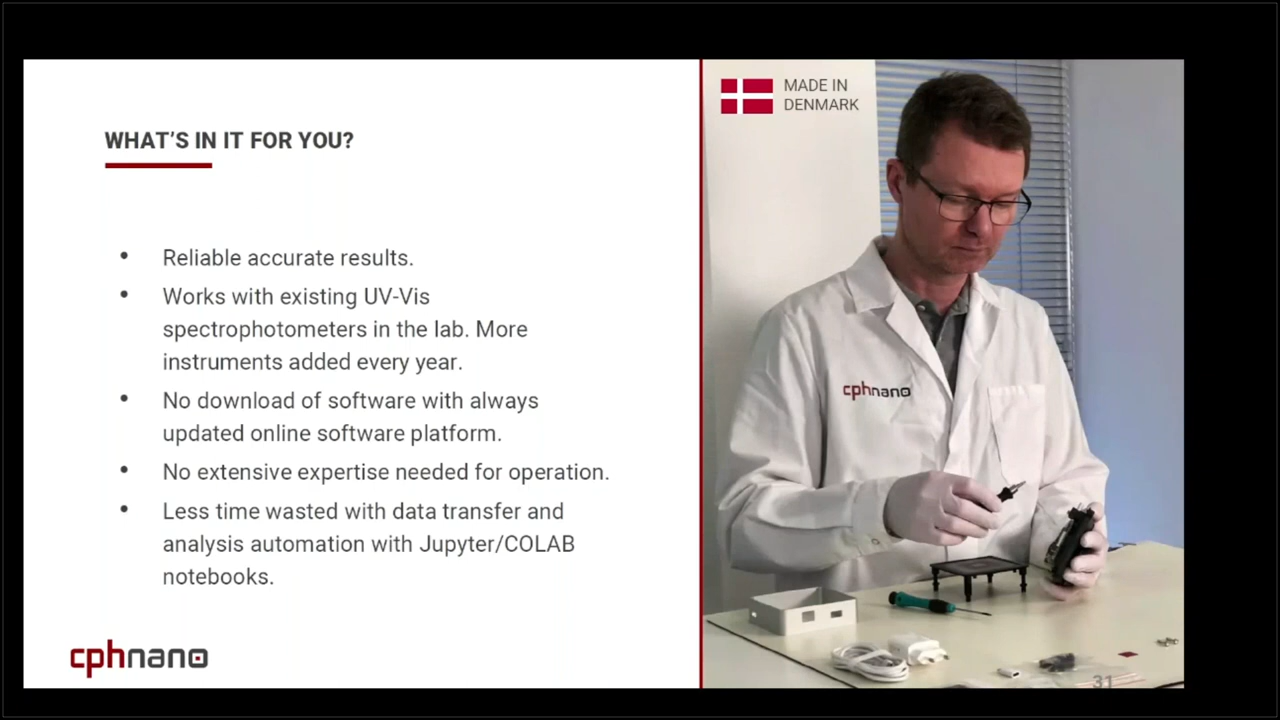 WHAT'S IN IT FOR YOU?
• Reliable accurate results.
• Works with existing UV-Vis
spectrophotometers in the lab. More
instruments added every year.
• No download of software with always
updated online software platform.
• No extensive expertise needed for operation.
• Less time wasted with data transfer and
analysis automation with Jupyter/COLAB
notebooks.
cphnano
MADE IN
DENMARK
cphnano
31